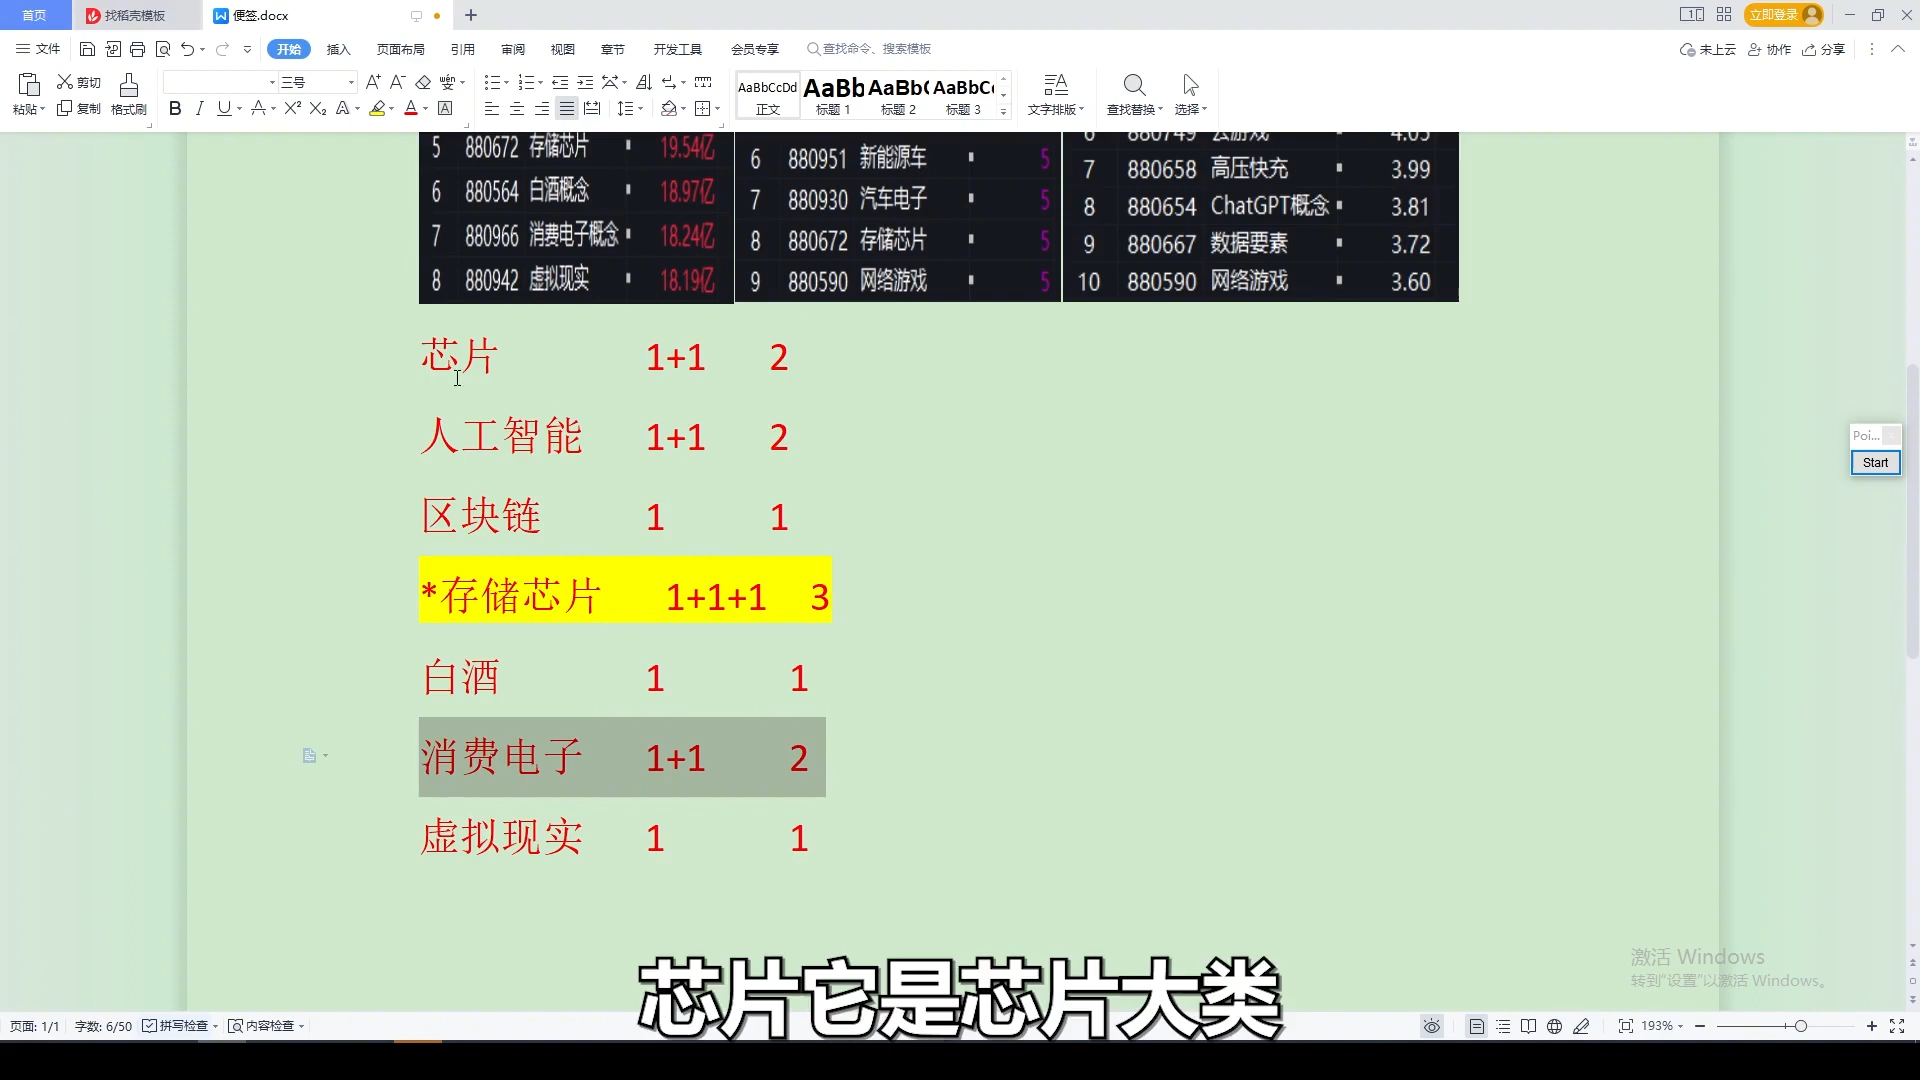 首页 找稻壳模板 便签.docx 立即登录
文件 开始 插入 页面布局 引用 审阅 视图 章节 开发工具 会员专享 查找命令、搜索模板 未上云 协作 分享
粘贴 剪切 复制 格式刷 三号 AaBbCcDd 正文 AaBb 标题 1 AaBb( 标题 2 AaBbC 标题 3 文字排版 查找替换 选择
5 880672 存储芯片 19.54亿
6 880564 白酒概念 18.97亿
7 880966 消费电子概念 18.24亿
8 880942 虚拟现实 18.19亿
6 880951 新能源车 5
7 880930 汽车电子 5
8 880672 存储芯片 5
9 880590 网络游戏 5
6 880749 云游戏 4.05
7 880658 高压快充 3.99
8 880654 ChatGPT概念 3.81
9 880667 数据要素 3.72
10 880590 网络游戏 3.60
芯片 1+1 2
人工智能 1+1 2
区块链 1 1
*存储芯片 1+1+1 3
白酒 1 1
消费电子 1+1 2
虚拟现实 1 1
Poi...
Start
激活 Windows
转到“设置”以激活 Windows。
芯片它是芯片大类
页面: 1/1 字数: 6/50 拼写检查 内容检查 193%